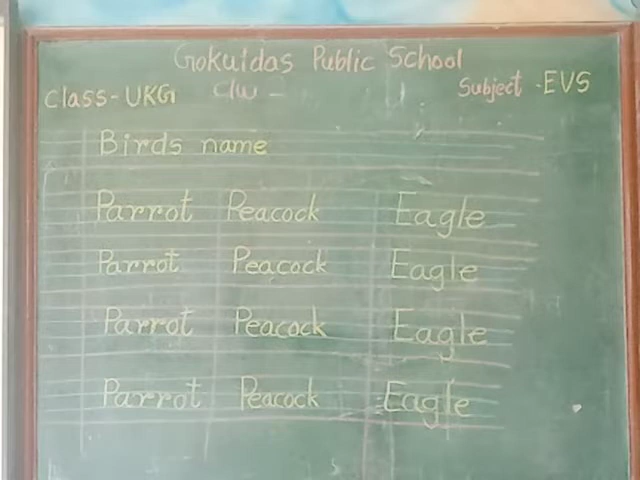 Gokuldas Public School
Class-UKG C/W - Subject -EVS
Birds name
Parrot Peacock Eagle
Parrot Peacock Eagle
Parrot Peacock Eagle
Parrot Peacock Eagle